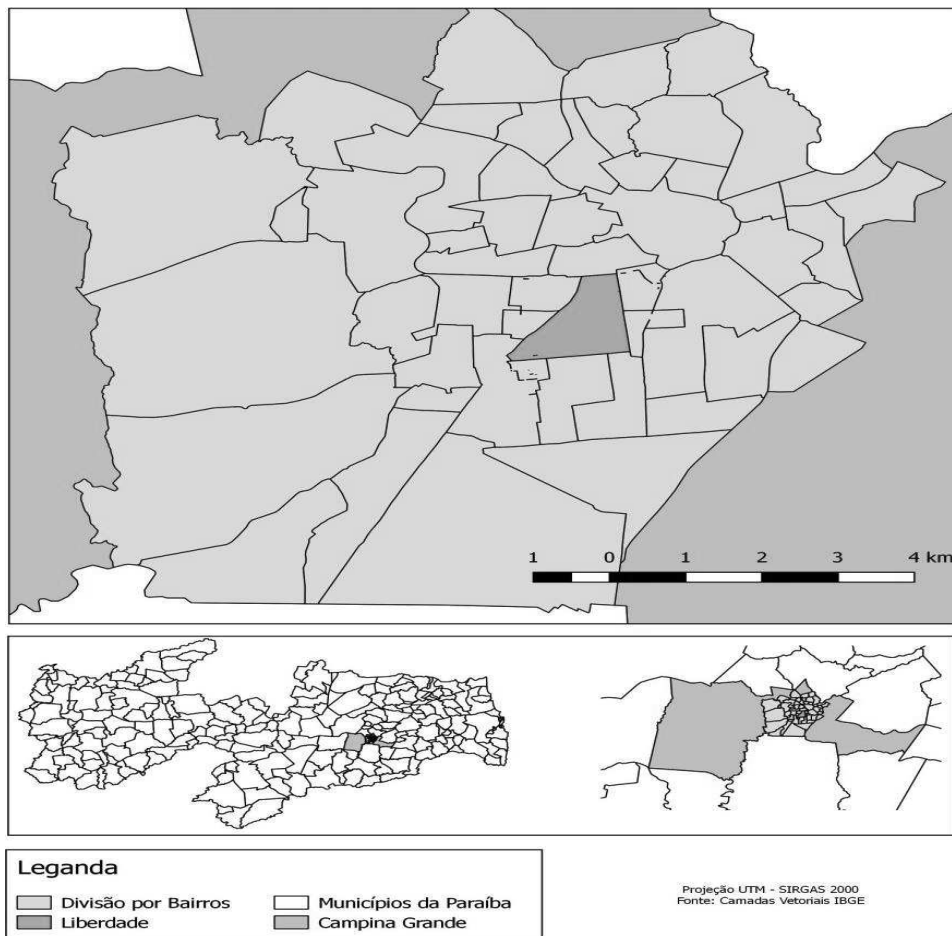 1 0 1 2 3 4 km
Leganda
Divisão por Bairros
Municípios da Paraíba
Liberdade
Campina Grande
Projeção UTM - SIRGAS 2000
Fonte: Camadas Vetoriais IBGE